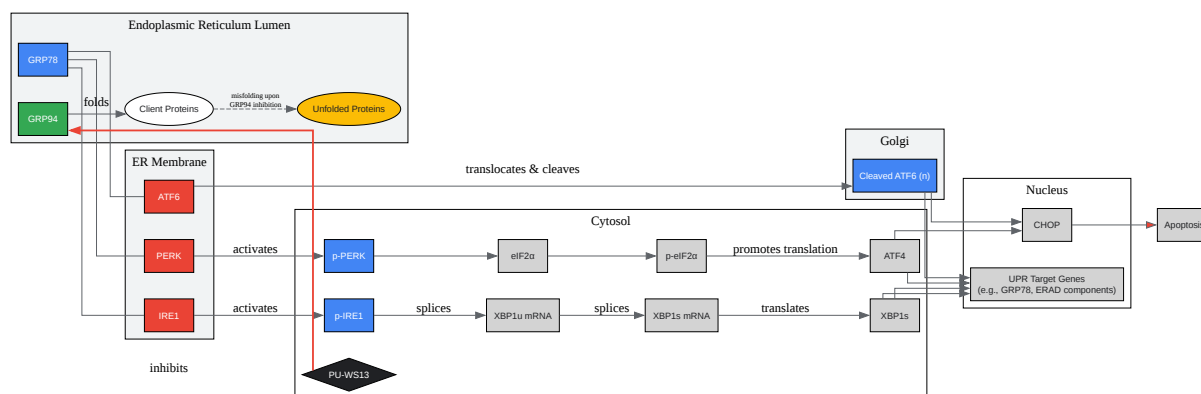 Endoplasmic Reticulum Lumen
GRP78
GRP94
folds
Client Proteins
misfolding upon
GRP94 inhibition
Unfolded Proteins
ER Membrane
ATF6
PERK
IRE1
translocates & cleaves
activates
activates
inhibits
Golgi
Cleaved ATF6 (n)
Cytosol
p-PERK
eIF2α
p-eIF2α
promotes translation
ATF4
p-IRE1
splices
XBP1u mRNA
splices
XBP1s mRNA
translates
XBP1s
PU-WS13
Nucleus
CHOP
UPR Target Genes
(e.g., GRP78, ERAD components)
Apoptosis